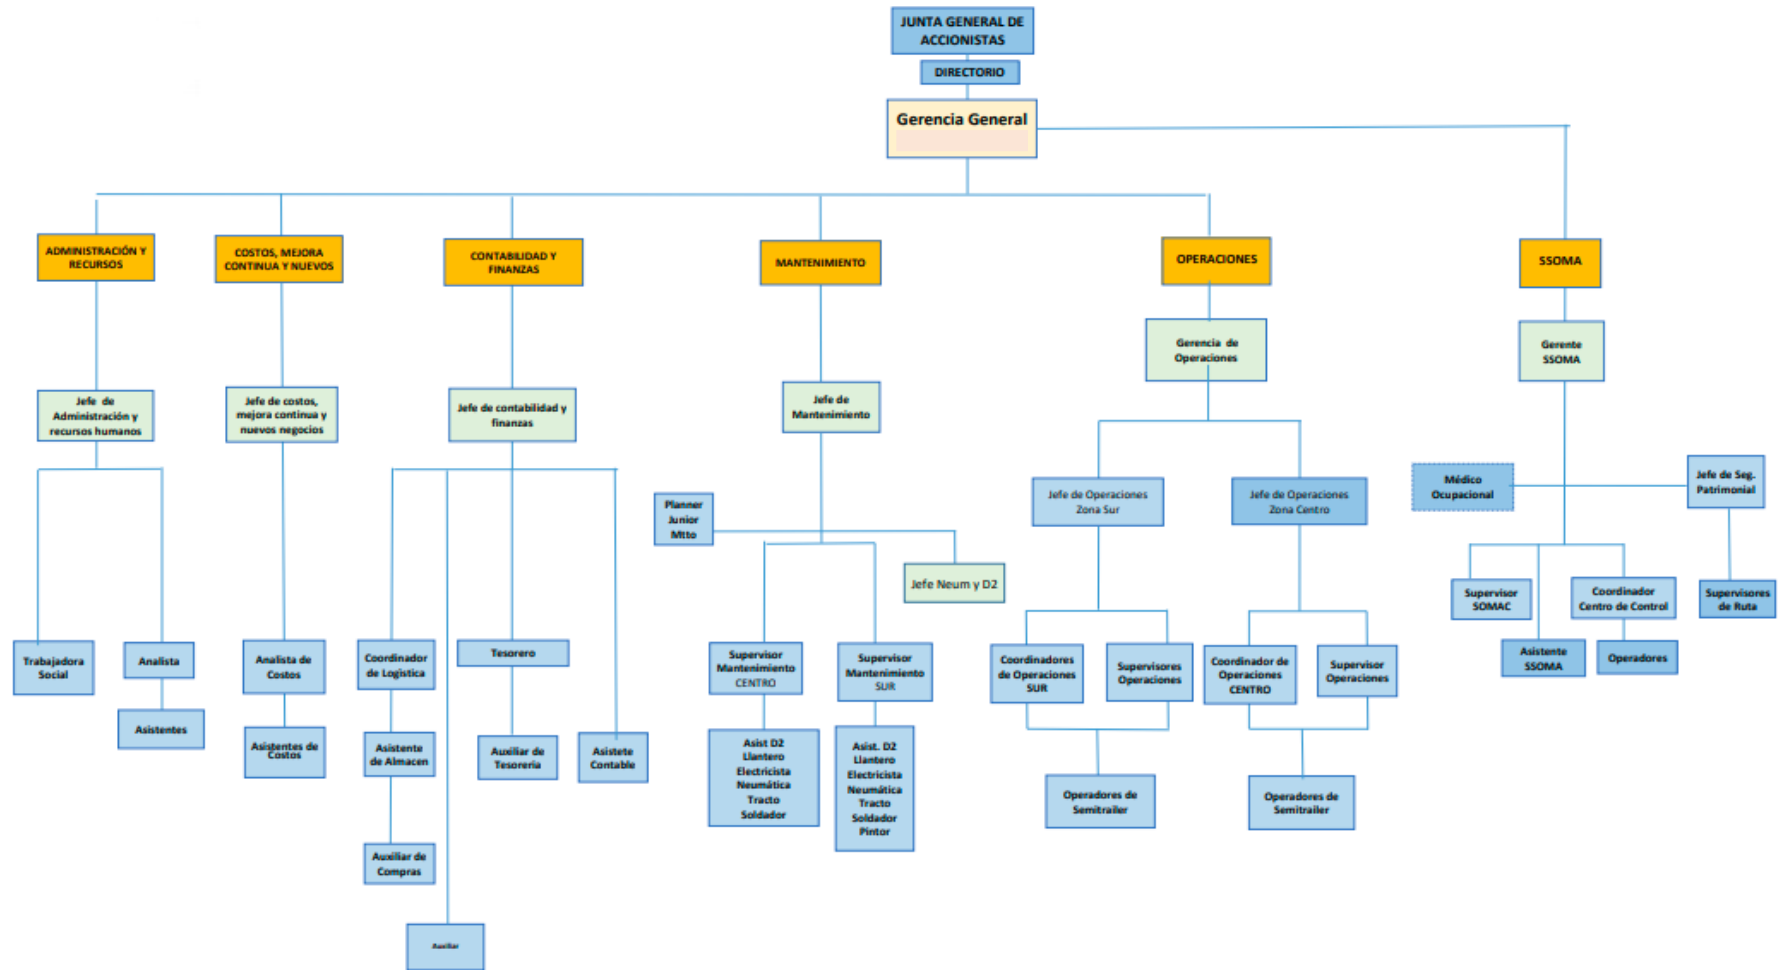 JUNTA GENERAL DE
ACCIONISTAS
DIRECTORIO
Gerencia General
ADMINISTRACIÓN Y
RECURSOS
COSTOS, MEJORA
CONTINUA Y NUEVOS
CONTABILIDAD Y
FINANZAS
MANTENIMIENTO
OPERACIONES
SSOMA
Gerencia de
Operaciones
Gerente
SSOMA
Jefe de
Administración y
recursos humanos
Jefe de costos,
mejora continua y
nuevos negocios
Jefe de contabilidad y
finanzas
Jefe de
Mantenimiento
Planner
Junior
Mtto
Jefe Neum y D2
Jefe de Operaciones
Zona Sur
Jefe de Operaciones
Zona Centro
Médico
Ocupacional
Jefe de Seg.
Patrimonial
Trabajadora
Social
Analista
Asistentes
Analista de
Costos
Asistentes de
Costos
Coordinador
de Logística
Asistente
de Almacen
Auxiliar de
Compras
Auxiliar
Tesorero
Auxiliar de
Tesoreria
Asistete
Contable
Supervisor
Mantenimiento
CENTRO
Asist D2
Llantero
Electricista
Neumática
Tracto
Soldador
Supervisor
Mantenimiento
SUR
Asist. D2
Llantero
Electricista
Neumática
Tracto
Soldador
Pintor
Coordinadores
de Operaciones
SUR
Supervisores
Operaciones
Operadores de
Semitrailer
Coordinador de
Operaciones
CENTRO
Supervisor
Operaciones
Operadores de
Semitrailer
Supervisor
SOMAC
Asistente
SSOMA
Coordinador
Centro de Control
Operadores
Supervisores
de Ruta